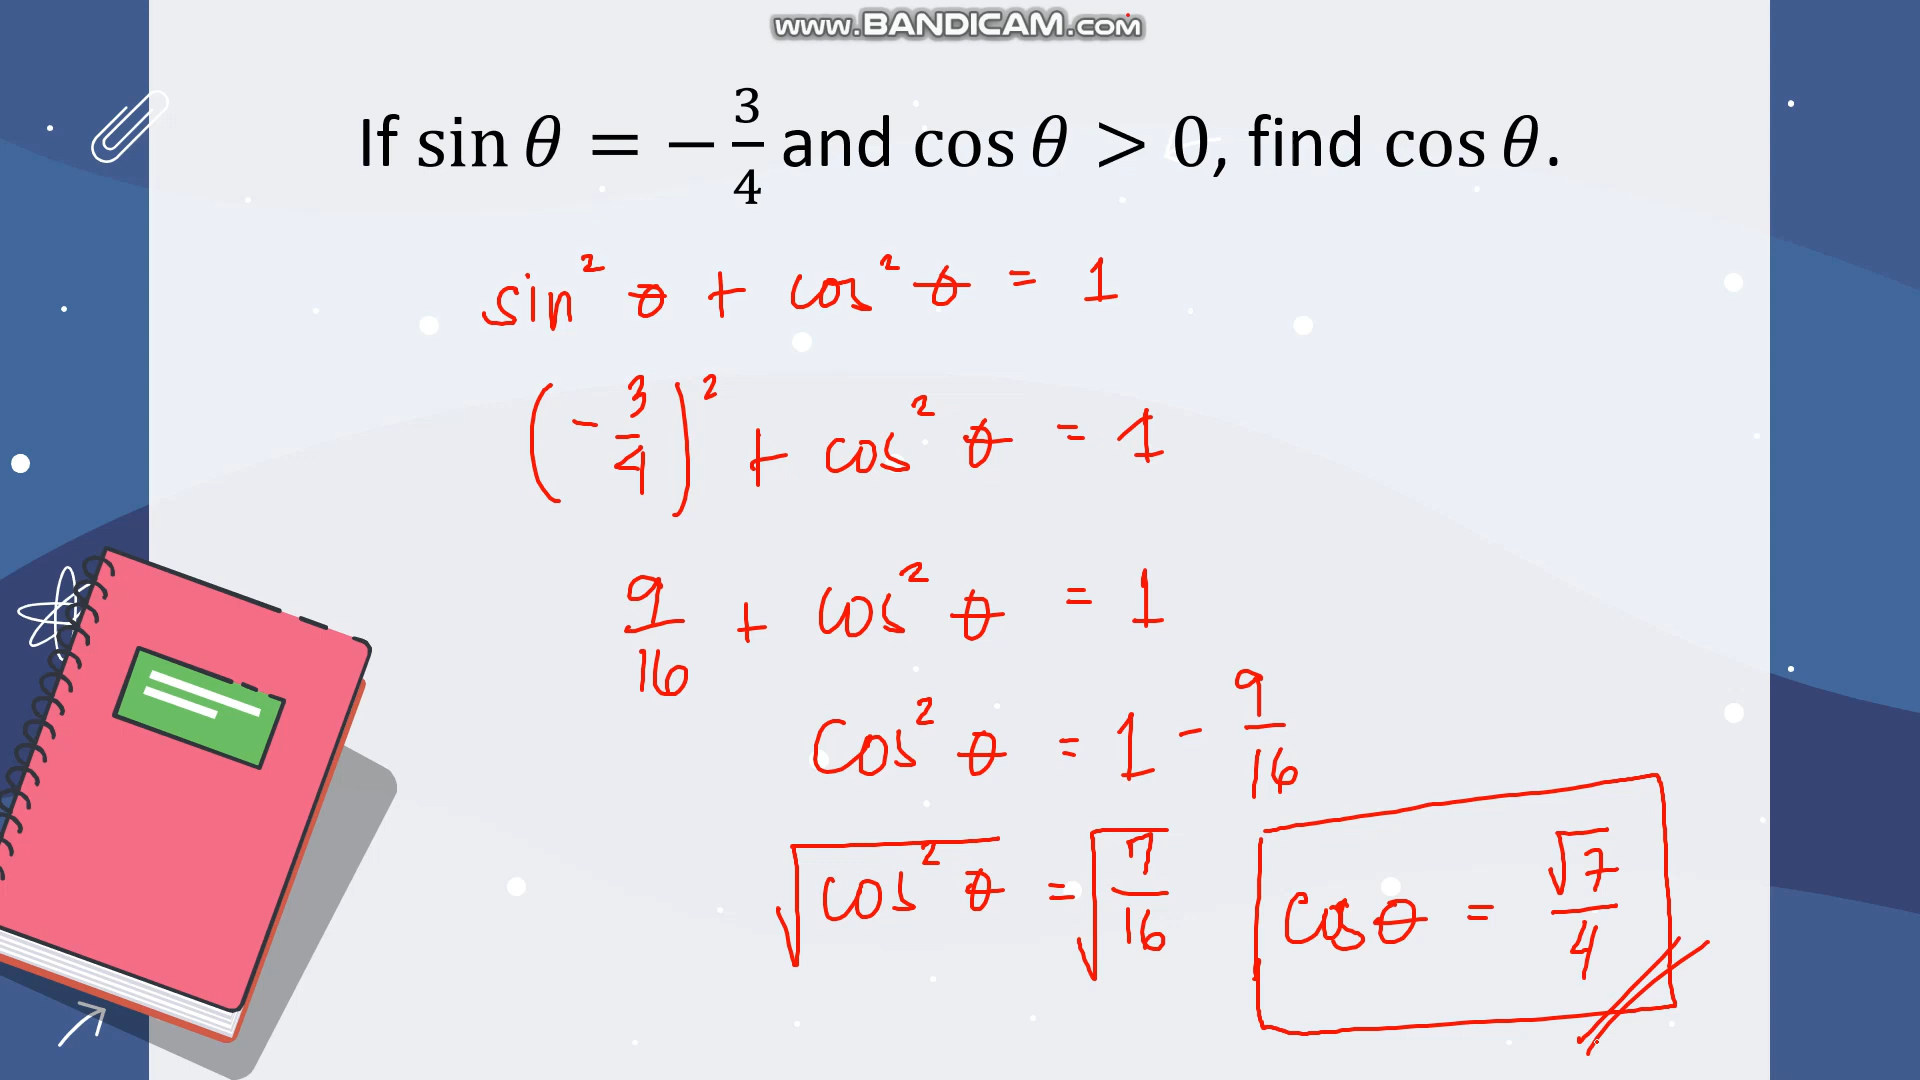 www.BANDICAM.com
If sin θ = −3/4 and cos θ > 0, find cos θ.
sin² θ + cos² θ = 1
(−3/4)² + cos² θ = 1
9/16 + cos² θ = 1
cos² θ = 1 − 9/16
√(cos² θ) = √(7/16)
cos θ = √7/4